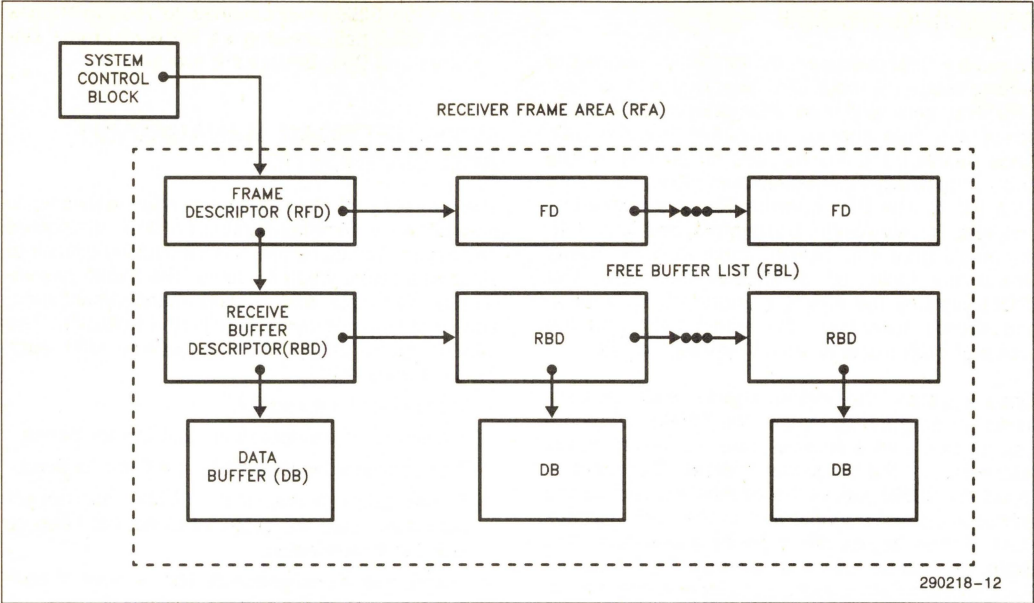 SYSTEM
CONTROL
BLOCK
RECEIVER FRAME AREA (RFA)
FRAME
DESCRIPTOR (RFD)
FD
FD
FREE BUFFER LIST (FBL)
RECEIVE
BUFFER
DESCRIPTOR(RBD)
RBD
RBD
DATA
BUFFER (DB)
DB
DB
290218-12